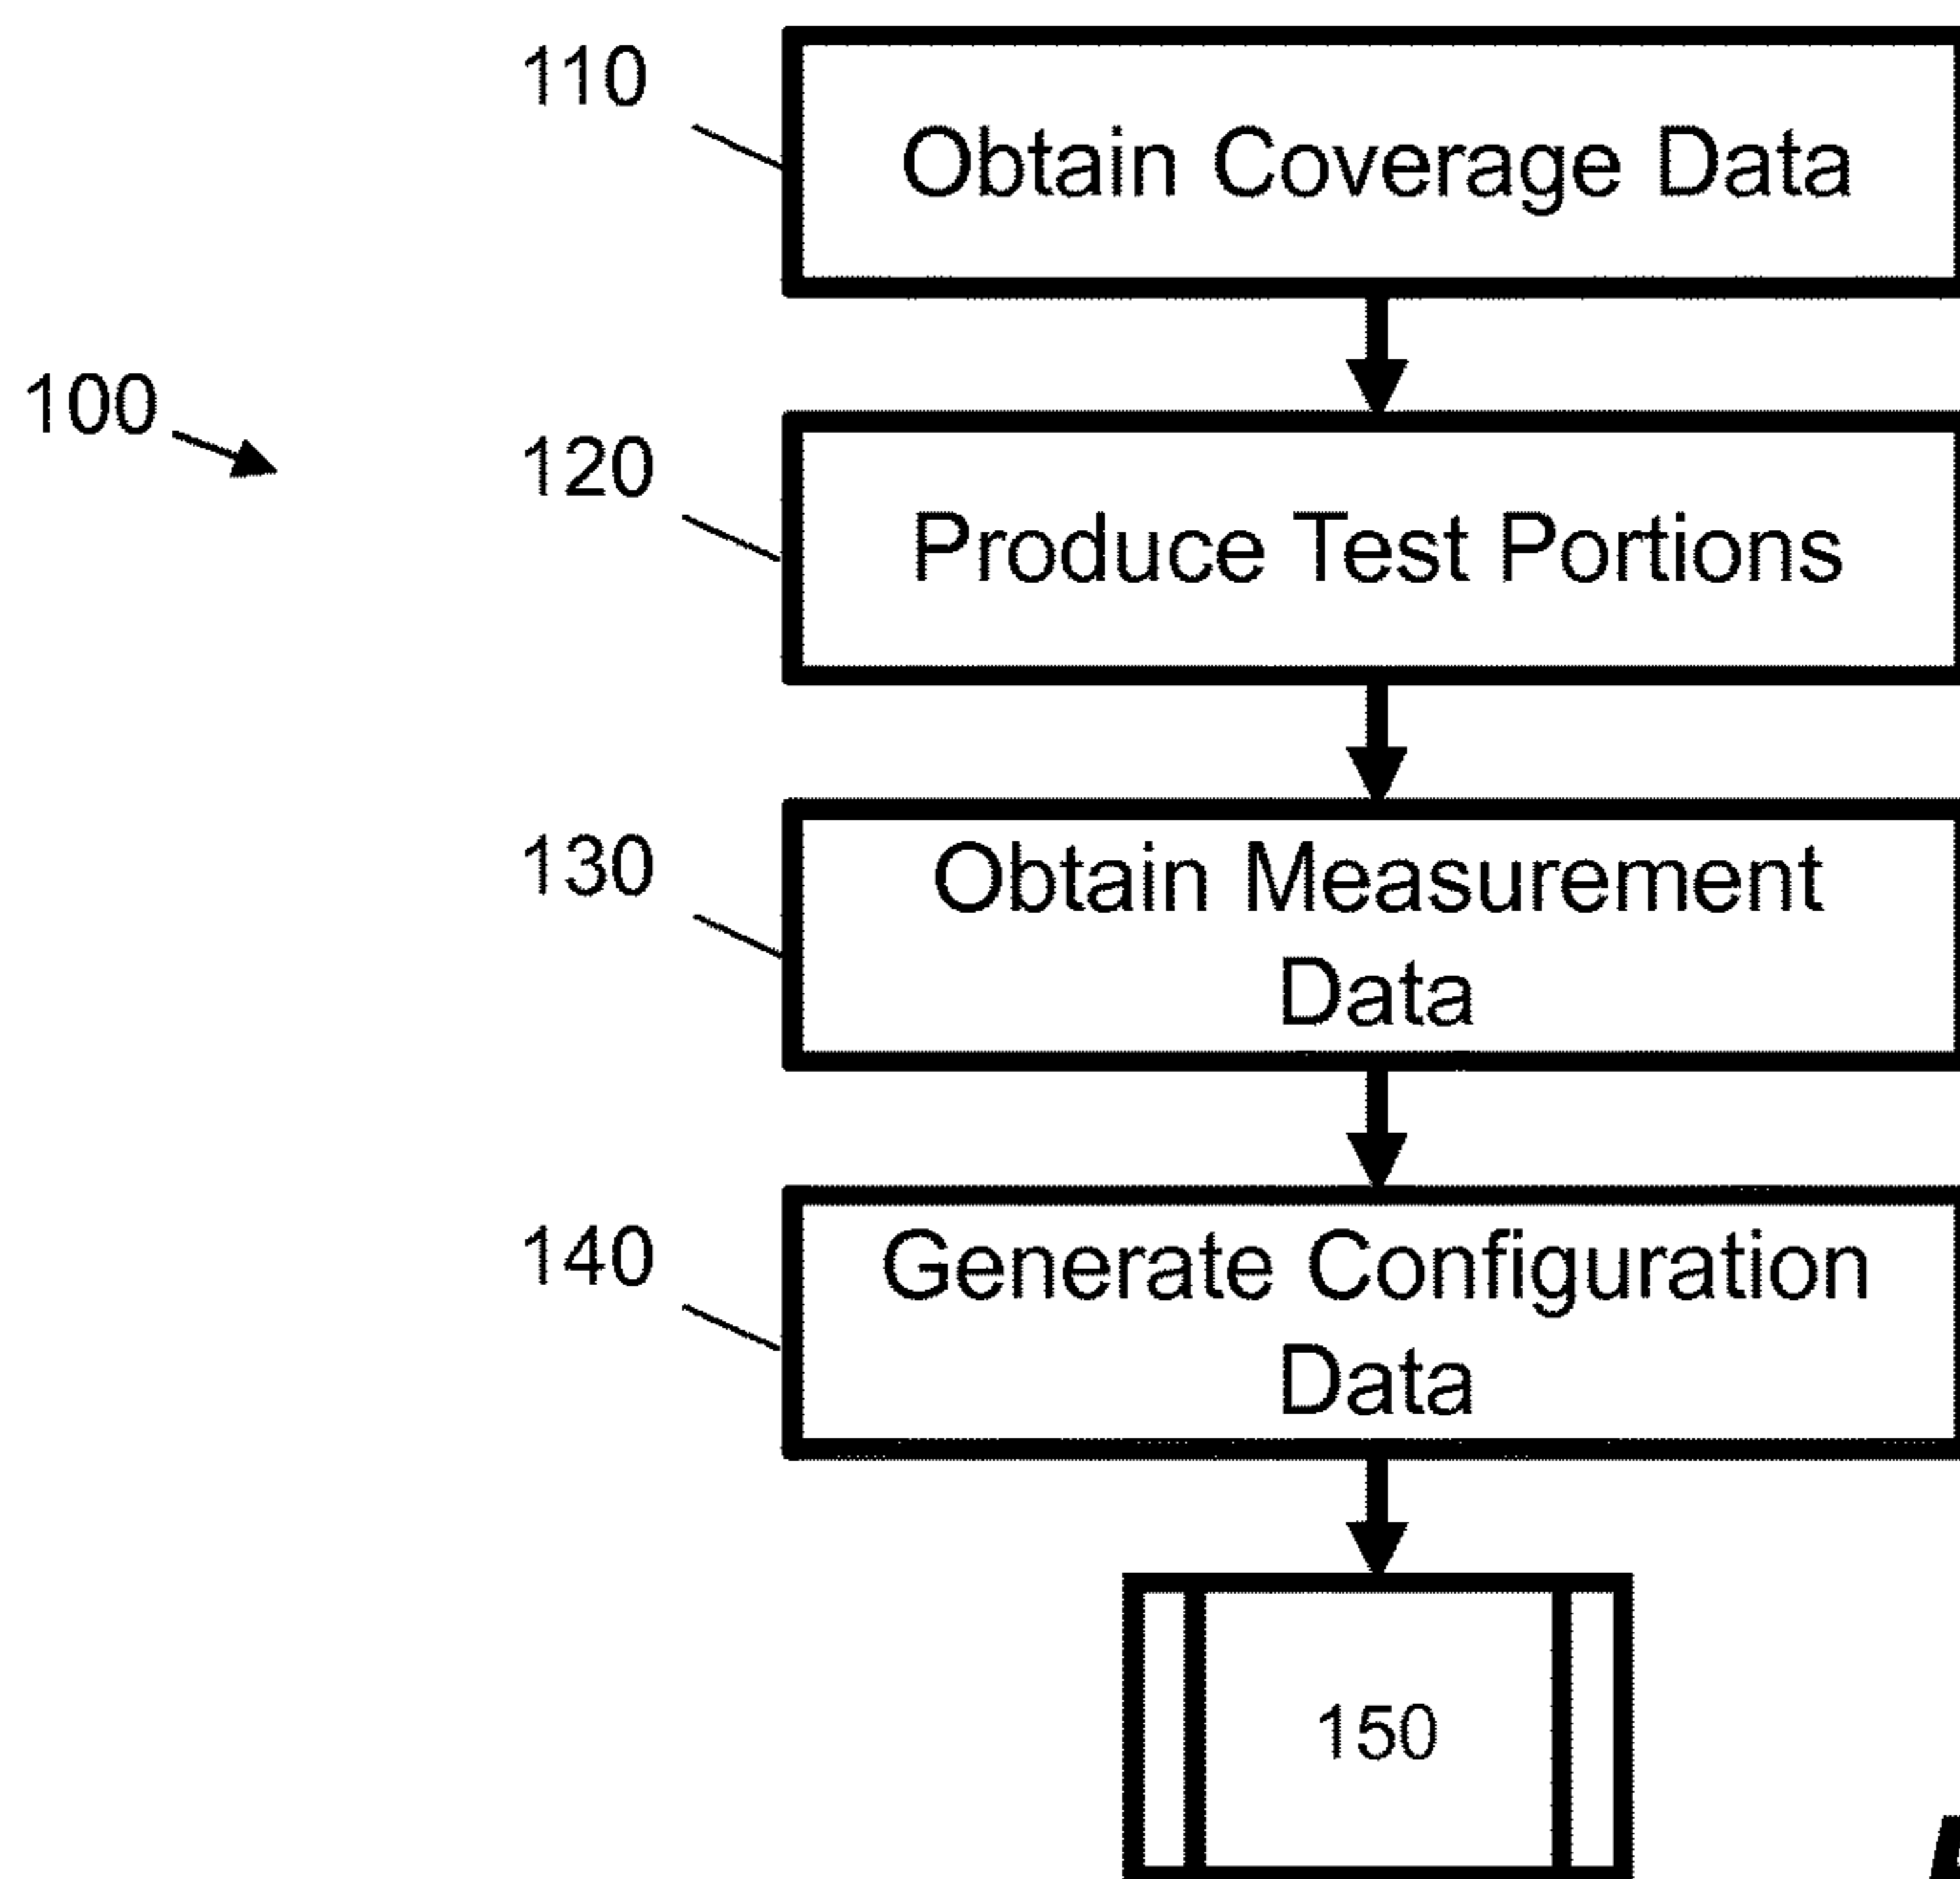 110
Obtain Coverage Data
100
120
Produce Test Portions
130
Obtain Measurement
Data
140
Generate Configuration
Data
150